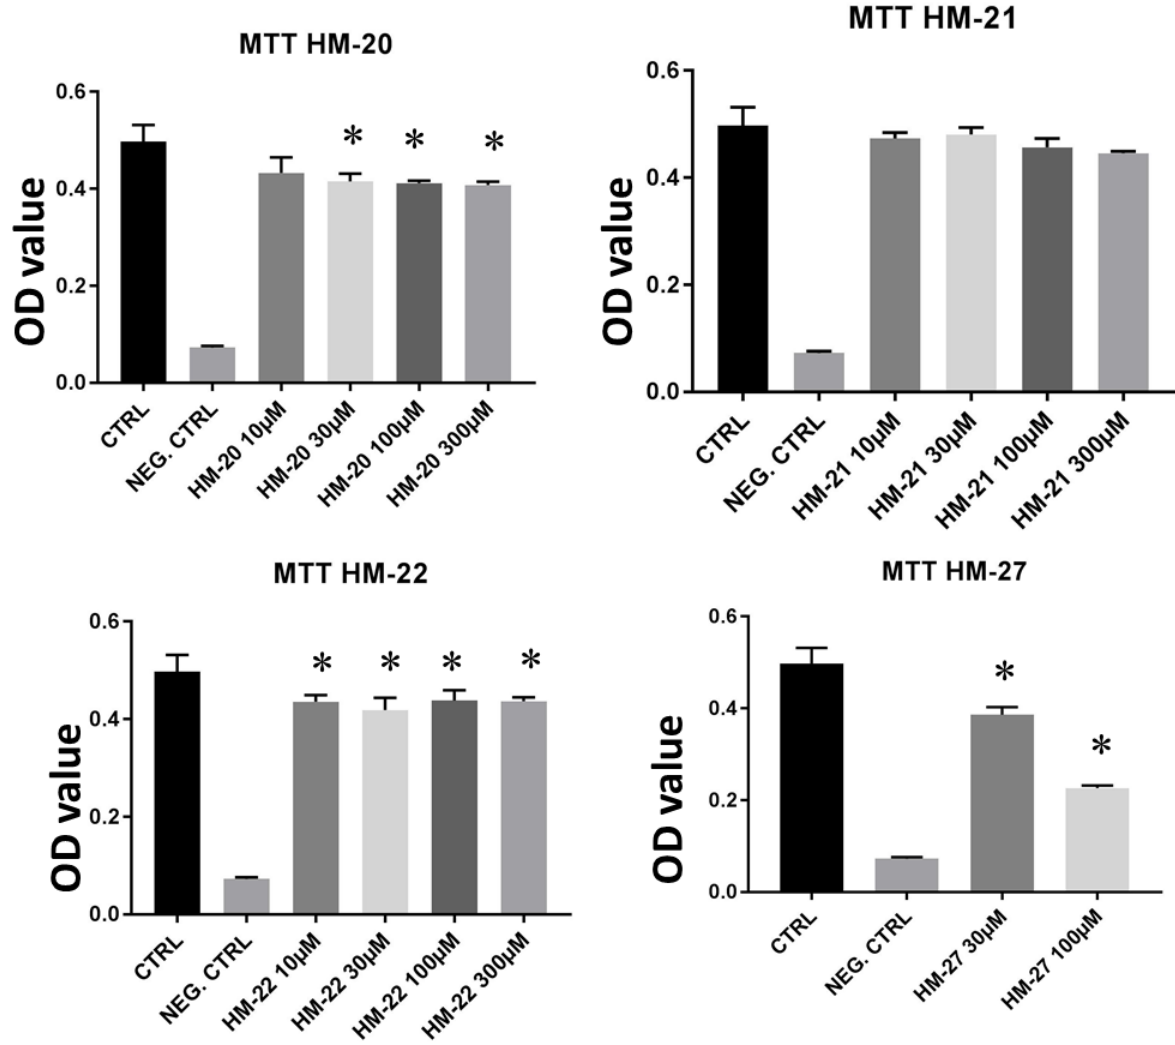 MTT HM-20
OD value
0.6
0.4
0.2
0.0
*
*
*
CTRL
NEG. CTRL
HM-20 10μM
HM-20 30μM
HM-20 100μM
HM-20 300μM
MTT HM-21
OD value
0.6
0.4
0.2
0.0
CTRL
NEG. CTRL
HM-21 10μM
HM-21 30μM
HM-21 100μM
HM-21 300μM
MTT HM-22
OD value
0.6
0.4
0.2
0.0
*
*
*
*
CTRL
NEG. CTRL
HM-22 10μM
HM-22 30μM
HM-22 100μM
HM-22 300μM
MTT HM-27
OD value
0.6
0.4
0.2
0.0
*
*
CTRL
NEG. CTRL
HM-27 30μM
HM-27 100μM